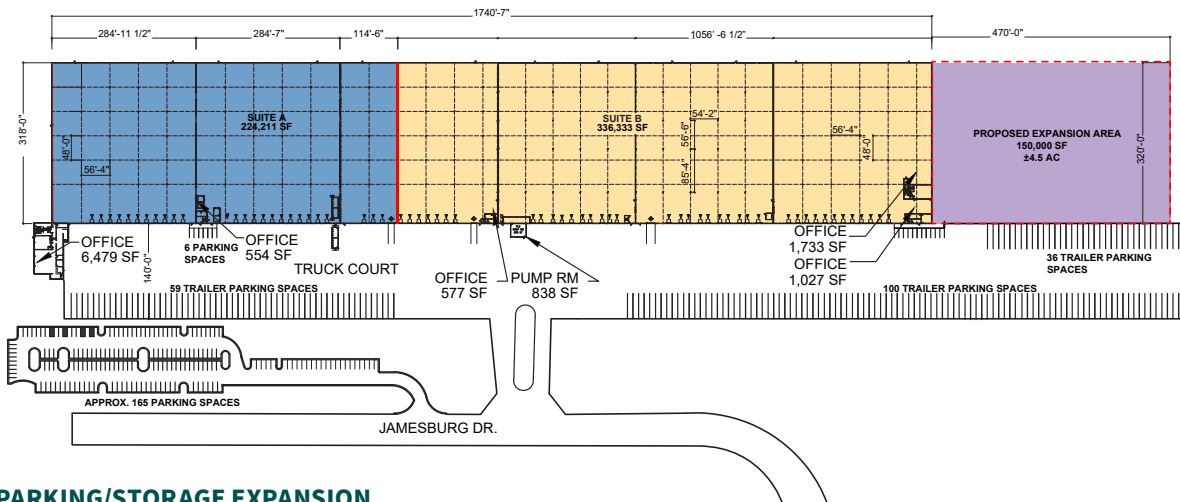 1740'-7"
284'-11 1/2"
284'-7"
114'-6"
1056' -6 1/2"
470'-0"
318'-0"
SUITE A
224,211 SF
48'-0"
56'-4"
SUITE B
336,333 SF
54'-2"
56'-6"
85'-4"
56'-4"
48'-0"
PROPOSED EXPANSION AREA
150,000 SF
±4.5 AC
320'-0"
OFFICE
6,479 SF
140'-0"
6 PARKING
SPACES
OFFICE
554 SF
TRUCK COURT
OFFICE
577 SF
PUMP RM
838 SF
OFFICE
1,733 SF
OFFICE
1,027 SF
36 TRAILER PARKING
SPACES
59 TRAILER PARKING SPACES
100 TRAILER PARKING SPACES
APPROX. 165 PARKING SPACES
JAMESBURG DR.
PARKING/STORAGE EXPANSION